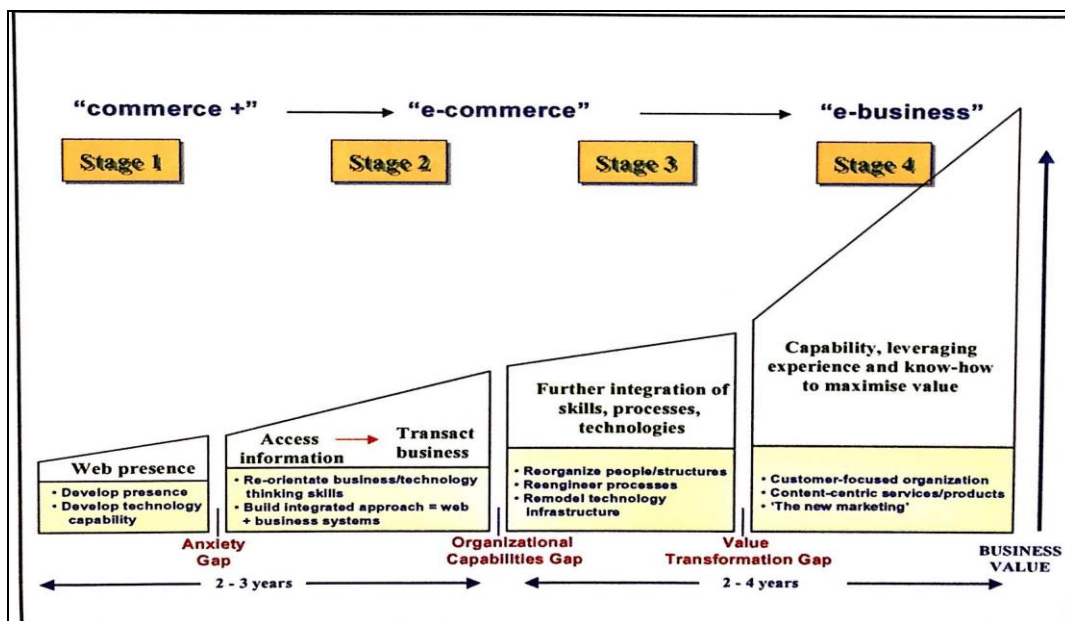 “commerce +”
“e-commerce”
“e-business”
Stage 1
Stage 2
Stage 3
Stage 4
Web presence
• Develop presence
• Develop technology
capability
Access
information
Transact
business
• Re-orientate business/technology
thinking skills
• Build integrated approach = web
+ business systems
Further integration of
skills, processes,
technologies
• Reorganize people/structures
• Reengineer processes
• Remodel technology
infrastructure
Capability, leveraging
experience and know-how
to maximise value
• Customer-focused organization
• Content-centric services/products
• ‘The new marketing’
Anxiety
Gap
Organizational
Capabilities Gap
Value
Transformation Gap
BUSINESS
VALUE
2 - 3 years
2 - 4 years